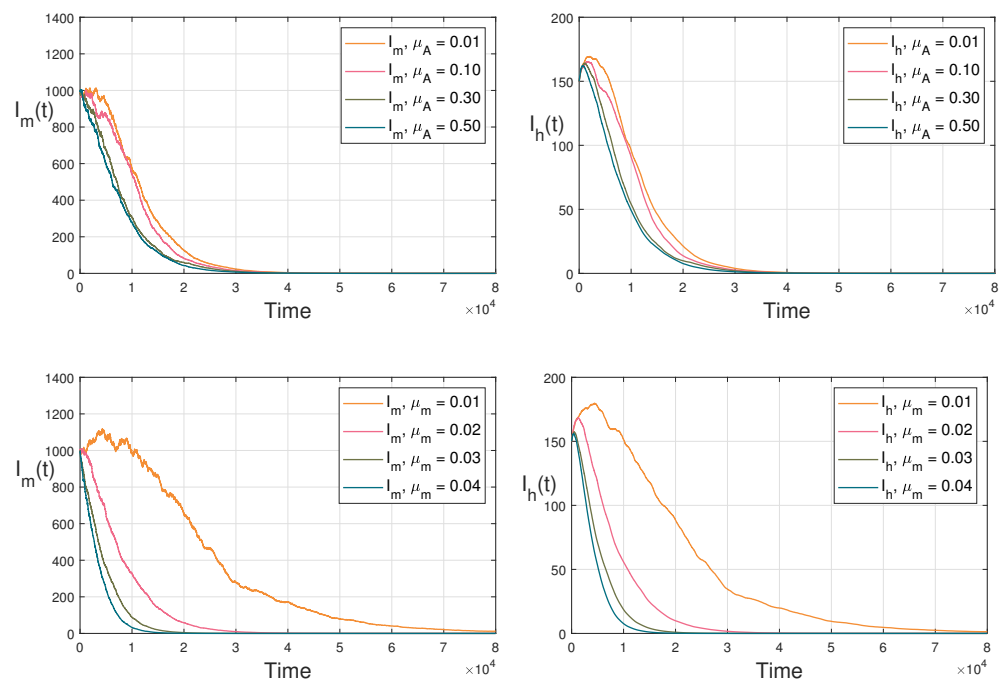 1400
1200
1000
800
600
400
200
0
I_m(t)
I_m, μ_A = 0.01
I_m, μ_A = 0.10
I_m, μ_A = 0.30
I_m, μ_A = 0.50
0 1 2 3 4 5 6 7 8
Time
×10^4
200
150
100
50
0
I_h(t)
I_h, μ_A = 0.01
I_h, μ_A = 0.10
I_h, μ_A = 0.30
I_h, μ_A = 0.50
0 1 2 3 4 5 6 7 8
Time
×10^4
1400
1200
1000
800
600
400
200
0
I_m(t)
I_m, μ_m = 0.01
I_m, μ_m = 0.02
I_m, μ_m = 0.03
I_m, μ_m = 0.04
0 1 2 3 4 5 6 7 8
Time
×10^4
200
150
100
50
0
I_h(t)
I_h, μ_m = 0.01
I_h, μ_m = 0.02
I_h, μ_m = 0.03
I_h, μ_m = 0.04
0 1 2 3 4 5 6 7 8
Time
×10^4